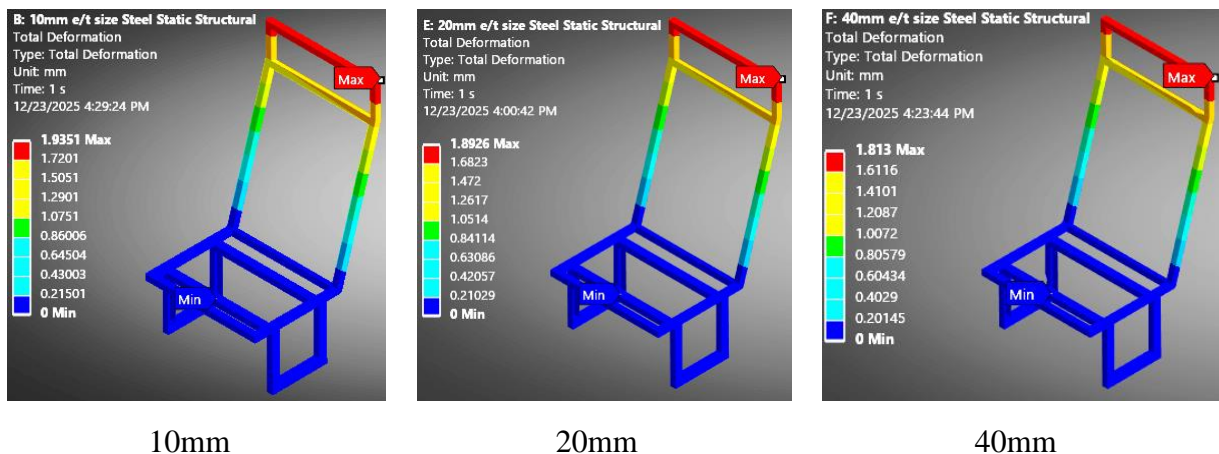 B: 10mm e/t size Steel Static Structural
Total Deformation
Type: Total Deformation
Unit: mm
Time: 1 s
12/23/2025 4:29:24 PM
1.9351 Max
1.7201
1.5051
1.2901
1.0751
0.86006
0.64504
0.43003
0.21501
0 Min
Max
Min
E: 20mm e/t size Steel Static Structural
Total Deformation
Type: Total Deformation
Unit: mm
Time: 1 s
12/23/2025 4:00:42 PM
1.8926 Max
1.6823
1.472
1.2617
1.0514
0.84114
0.63086
0.42057
0.21029
0 Min
Max
Min
F: 40mm e/t size Steel Static Structural
Total Deformation
Type: Total Deformation
Unit: mm
Time: 1 s
12/23/2025 4:23:44 PM
1.813 Max
1.6116
1.4101
1.2087
1.0072
0.80579
0.60434
0.4029
0.20145
0 Min
Max
Min
10mm
20mm
40mm